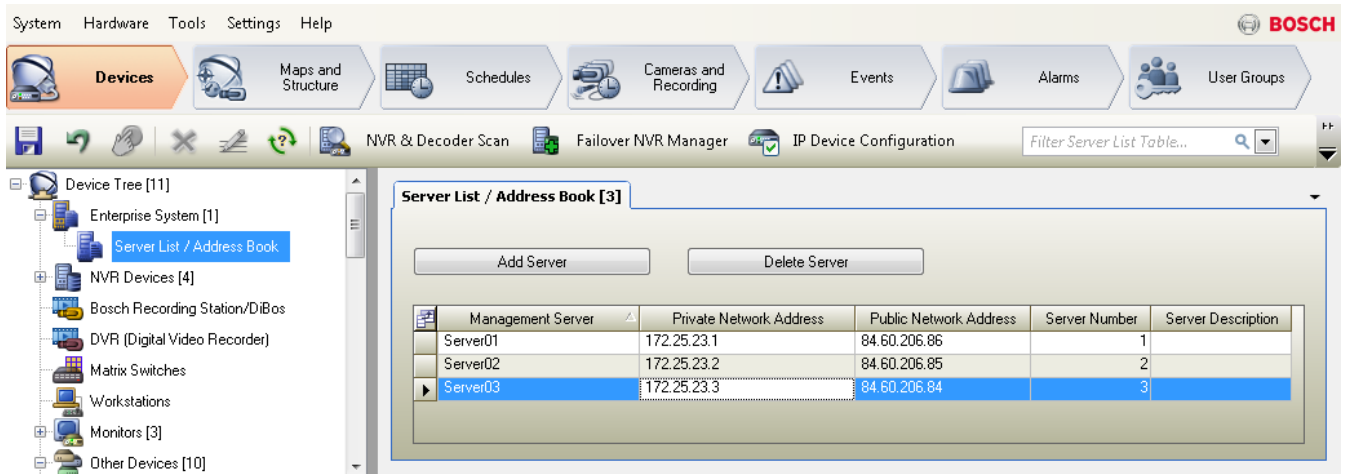 System Hardware Tools Settings Help BOSCH
Devices Maps and Structure Schedules Cameras and Recording Events Alarms User Groups
NVR & Decoder Scan Failover NVR Manager IP Device Configuration Filter Server List Table...
Device Tree [11]
Enterprise System [1]
Server List / Address Book
NVR Devices [4]
Bosch Recording Station/DiBos
DVR (Digital Video Recorder)
Matrix Switches
Workstations
Monitors [3]
Other Devices [10]
Server List / Address Book [3]
Add Server Delete Server
Management Server Private Network Address Public Network Address Server Number Server Description
Server01 172.25.23.1 84.60.206.86 1
Server02 172.25.23.2 84.60.206.85 2
Server03 172.25.23.3 84.60.206.84 3